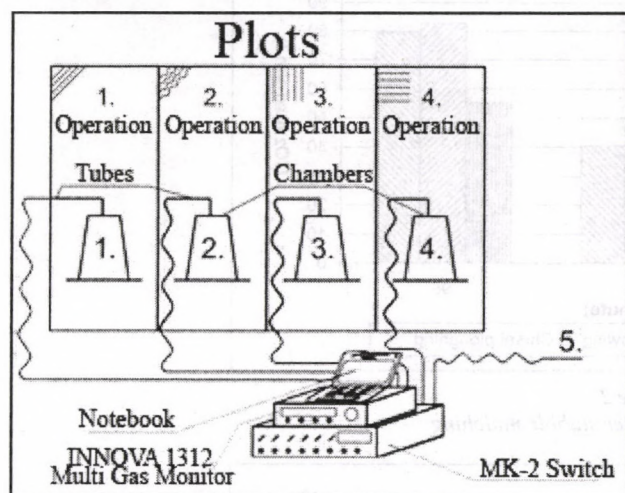 Plots
1. 2. 3. 4.
Operation Operation Operation Operation
Tubes Chambers
1. 2. 3. 4.
5.
Notebook
INNOVA 1312
Multi Gas Monitor
MK-2 Switch